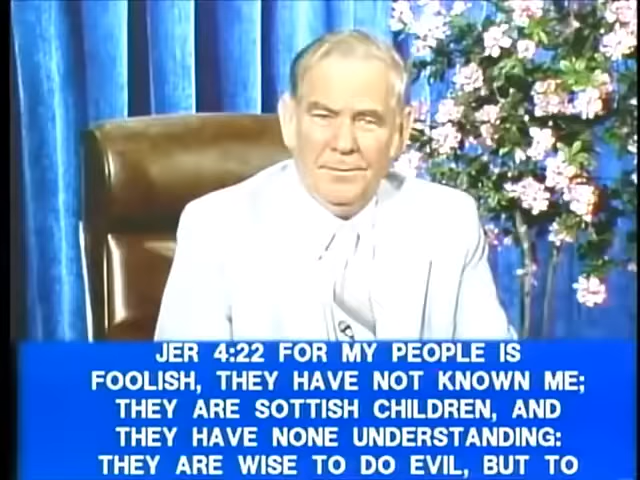 JER 4:22 FOR MY PEOPLE IS
FOOLISH, THEY HAVE NOT KNOWN ME;
THEY ARE SOTTISH CHILDREN, AND
THEY HAVE NONE UNDERSTANDING:
THEY ARE WISE TO DO EVIL, BUT TO